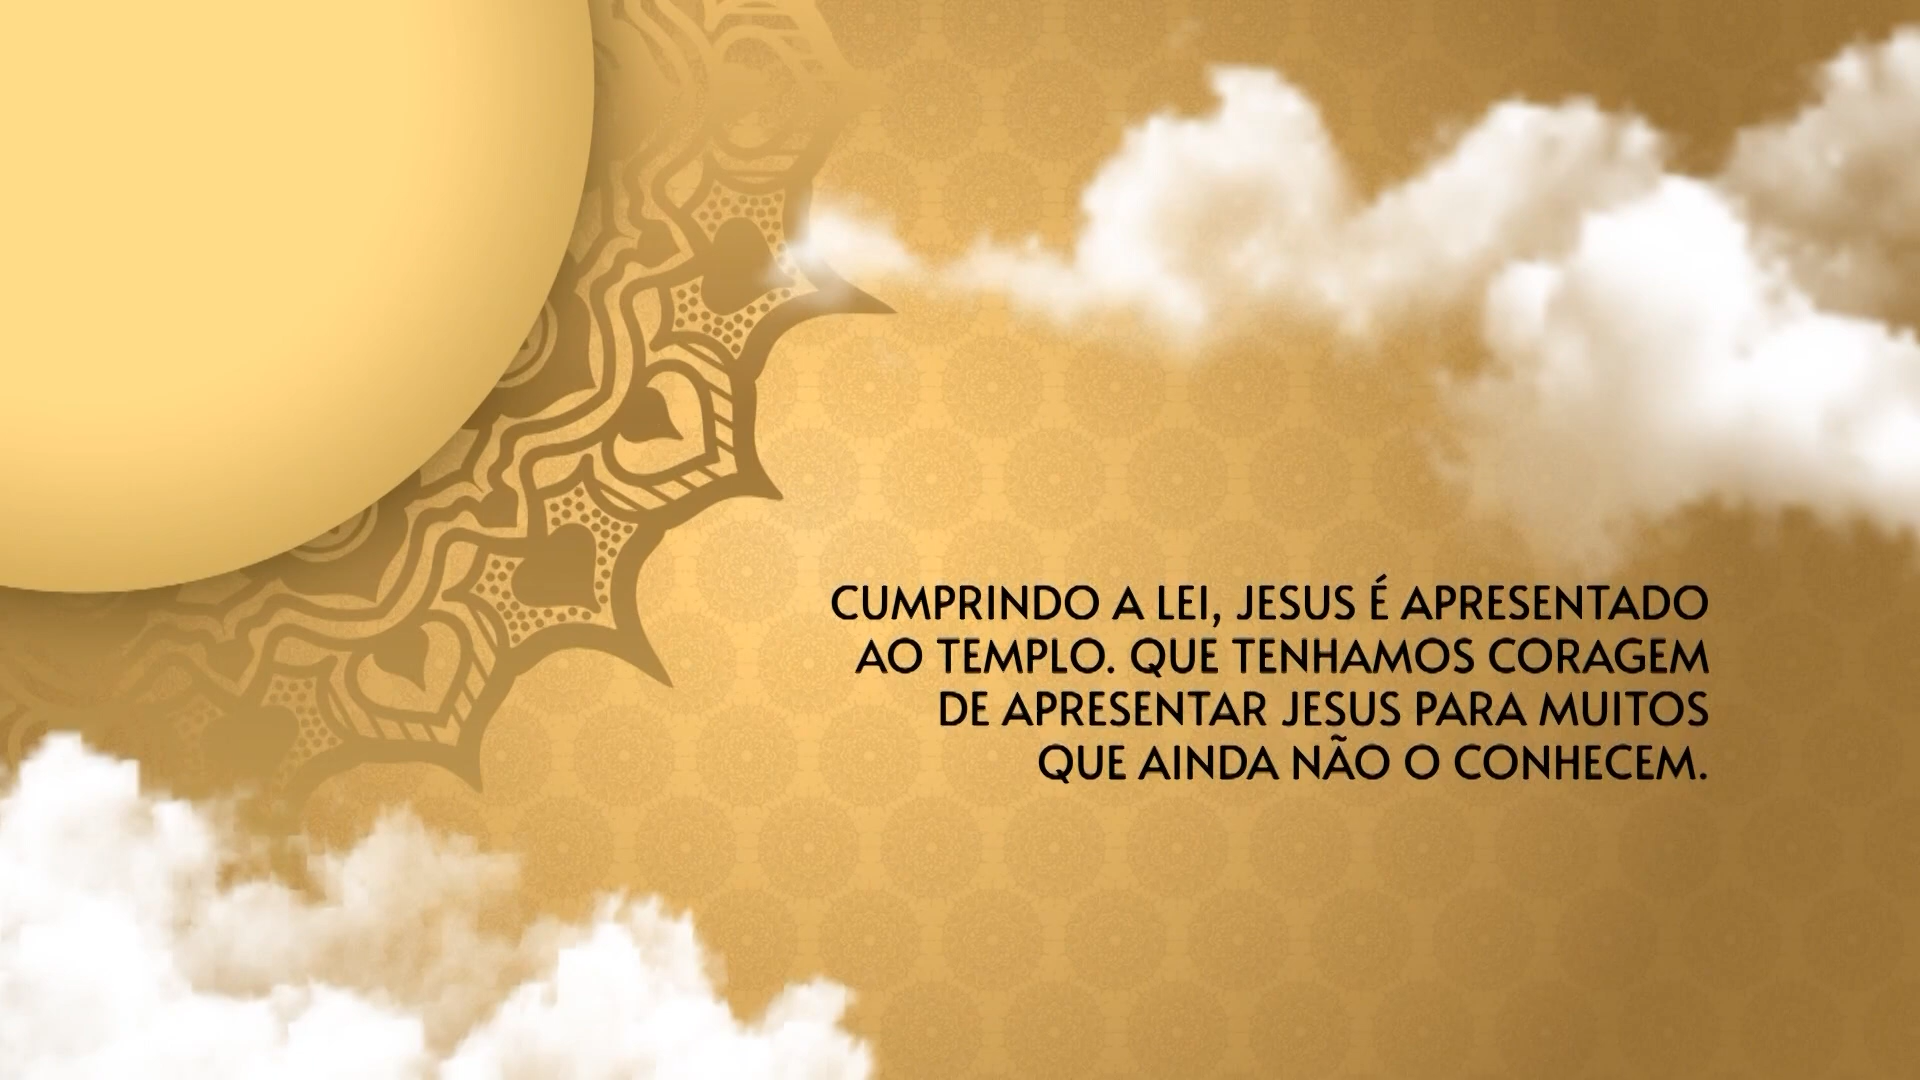 CUMPRINDO A LEI, JESUS É APRESENTADO
AO TEMPLO. QUE TENHAMOS CORAGEM
DE APRESENTAR JESUS PARA MUITOS
QUE AINDA NÃO O CONHECEM.